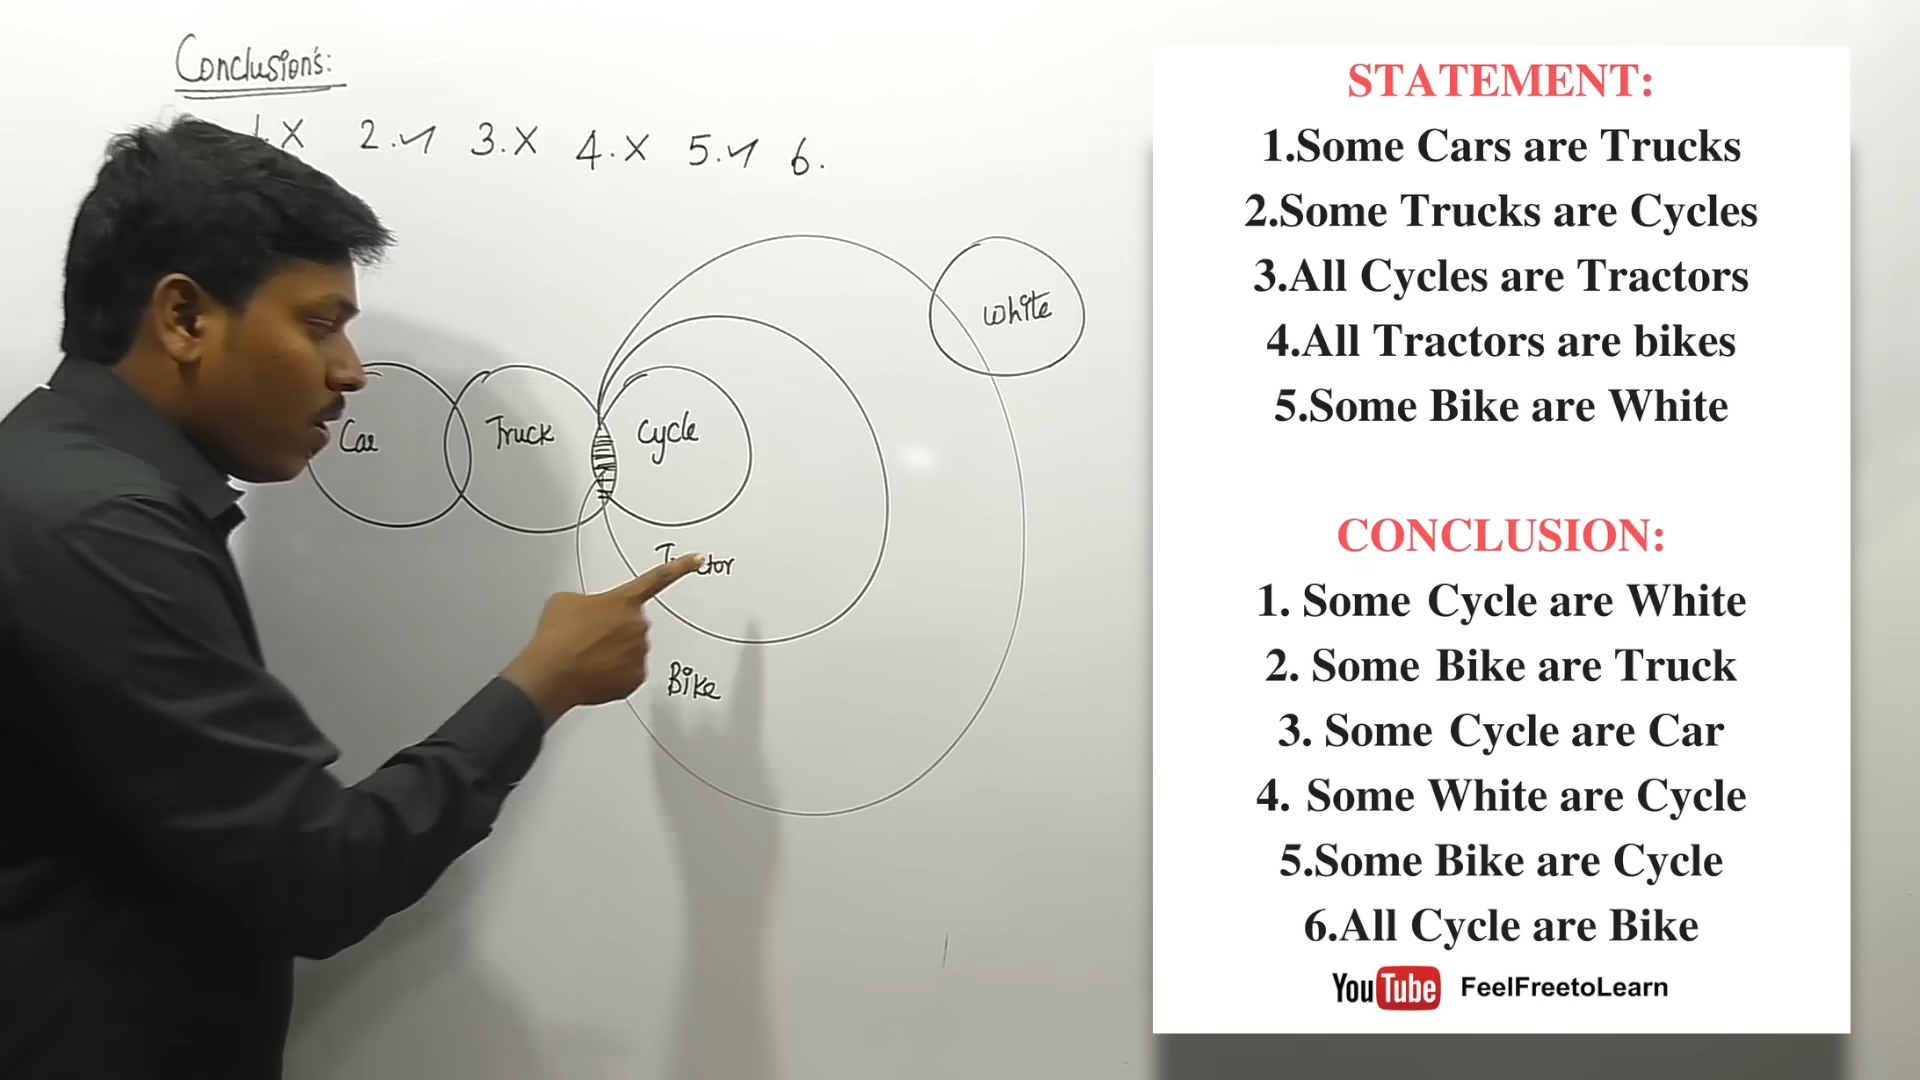 Conclusion's:
1.X 2.✓ 3.X 4.X 5.✓ 6.
White
Car Truck Cycle
Tractor
Bike
STATEMENT:
1.Some Cars are Trucks
2.Some Trucks are Cycles
3.All Cycles are Tractors
4.All Tractors are bikes
5.Some Bike are White
CONCLUSION:
1. Some Cycle are White
2. Some Bike are Truck
3. Some Cycle are Car
4. Some White are Cycle
5.Some Bike are Cycle
6.All Cycle are Bike
YouTube FeelFreetoLearn